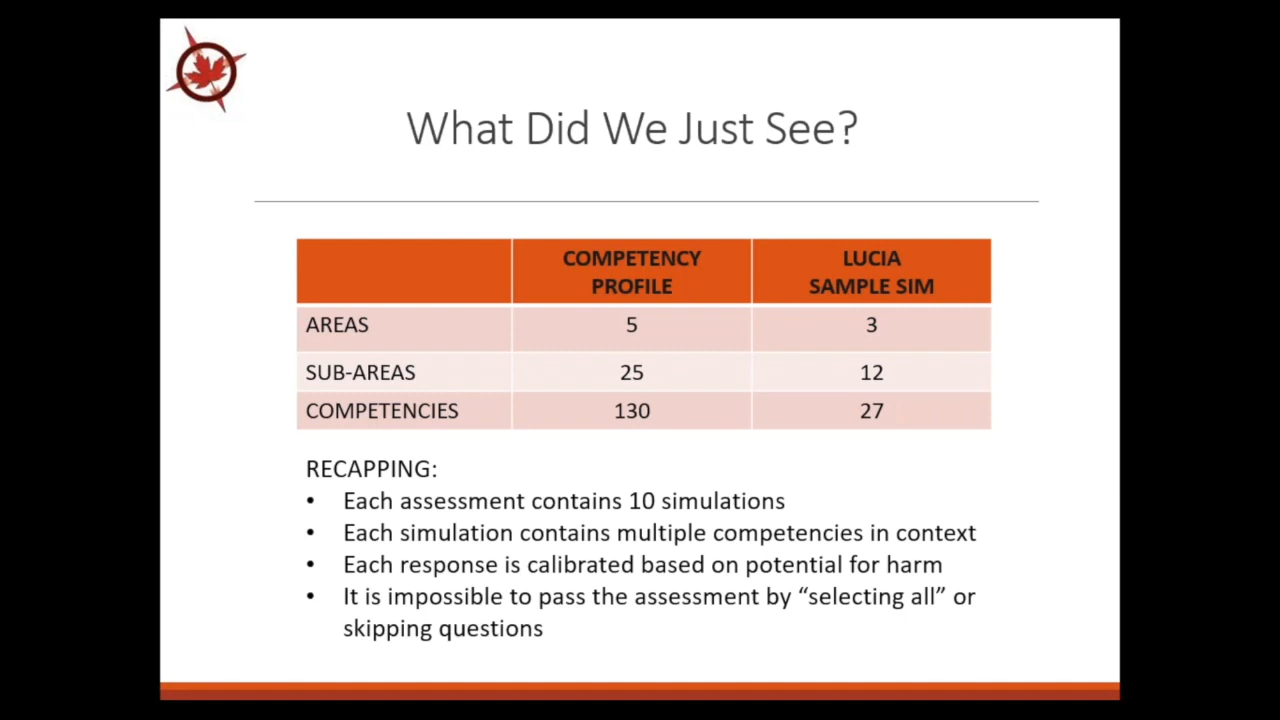 What Did We Just See?
COMPETENCY PROFILE LUCIA SAMPLE SIM
AREAS 5 3
SUB-AREAS 25 12
COMPETENCIES 130 27
RECAPPING:
• Each assessment contains 10 simulations
• Each simulation contains multiple competencies in context
• Each response is calibrated based on potential for harm
• It is impossible to pass the assessment by “selecting all” or
skipping questions